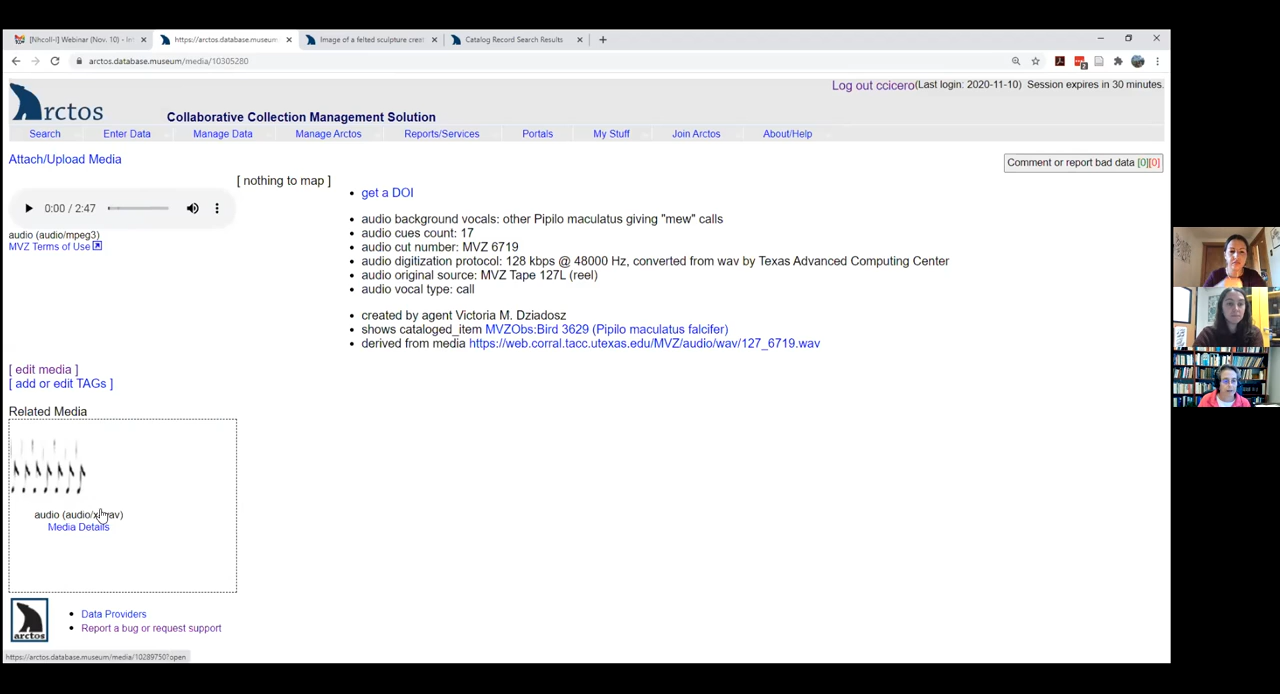 [Nhcoll-l] Webinar (Nov. 10) - In
https://arctos.database.museum
Image of a felted sculpture crea
Catalog Record Search Results
arctos.database.museum/media/10305280
Log out ccicero(Last login: 2020-11-10) Session expires in 30 minutes.
arctos
Collaborative Collection Management Solution
Search Enter Data Manage Data Manage Arctos Reports/Services Portals My Stuff Join Arctos About/Help
Attach/Upload Media
Comment or report bad data [0][0]
[ nothing to map ]
0:00 / 2:47
audio (audio/mpeg3)
MVZ Terms of Use
• get a DOI
• audio background vocals: other Pipilo maculatus giving "mew" calls
• audio cues count: 17
• audio cut number: MVZ 6719
• audio digitization protocol: 128 kbps @ 48000 Hz, converted from wav by Texas Advanced Computing Center
• audio original source: MVZ Tape 127L (reel)
• audio vocal type: call
• created by agent Victoria M. Dziadosz
• shows cataloged_item MVZObs:Bird 3629 (Pipilo maculatus falcifer)
• derived from media https://web.corral.tacc.utexas.edu/MVZ/audio/wav/127_6719.wav
[ edit media ]
[ add or edit TAGs ]
Related Media
audio (audio/x-wav)
Media Details
arctos
• Data Providers
• Report a bug or request support
https://arctos.database.museum/media/10289750?open